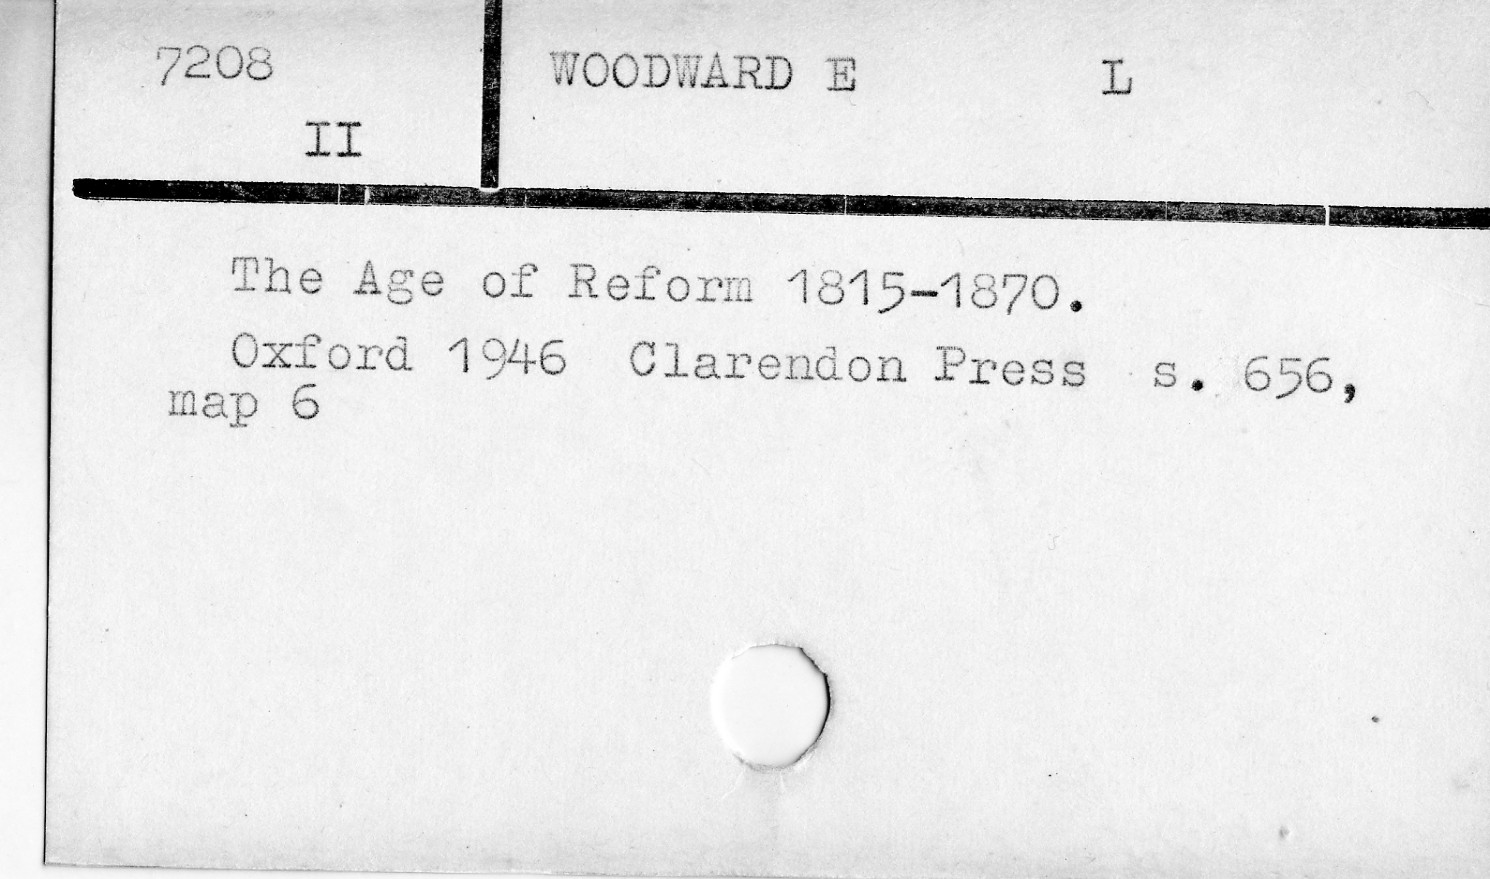 7208
II
WOODWARD E L
The Age of Reform 1815-1870.
Oxford 1946 Clarendon Press s. 656,
map 6